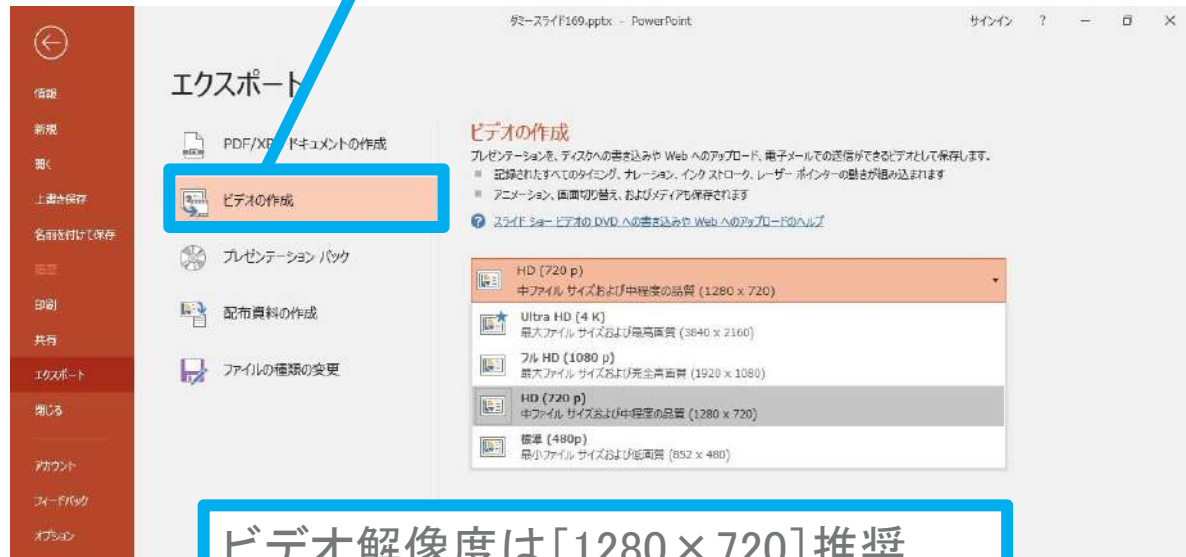 ダミースライド169.pptx - PowerPoint
サインイン ? — ×
情報
新規
開く
上書き保存
名前を付けて保存
印刷
共有
エクスポート
閉じる
アカウント
フィードバック
オプション
エクスポート
PDF/XP ドキュメントの作成
ビデオの作成
プレゼンテーション パック
配布資料の作成
ファイルの種類の変更
ビデオの作成
プレゼンテーションを、ディスクへの書き込みや Web へのアップロード、電子メールでの送信ができるビデオとして保存します。
記録されたすべてのタイミング、ナレーション、インク ストローク、レーザー ポインターの動きが組み込まれます
アニメーション、画面切り替え、およびメディアも保存されます
スライド ショー ビデオの DVD への書き込みや Web へのアップロードのヘルプ
HD (720 p)
中ファイル サイズおよび中程度の品質 (1280 x 720)
Ultra HD (4 K)
最大ファイル サイズおよび最高画質 (3840 x 2160)
フル HD (1080 p)
最大ファイル サイズおよび完全高画質 (1920 x 1080)
HD (720 p)
中ファイル サイズおよび中程度の品質 (1280 x 720)
標準 (480p)
最小ファイル サイズおよび低画質 (852 x 480)
ビデオ解像度は[1280×720]推奨